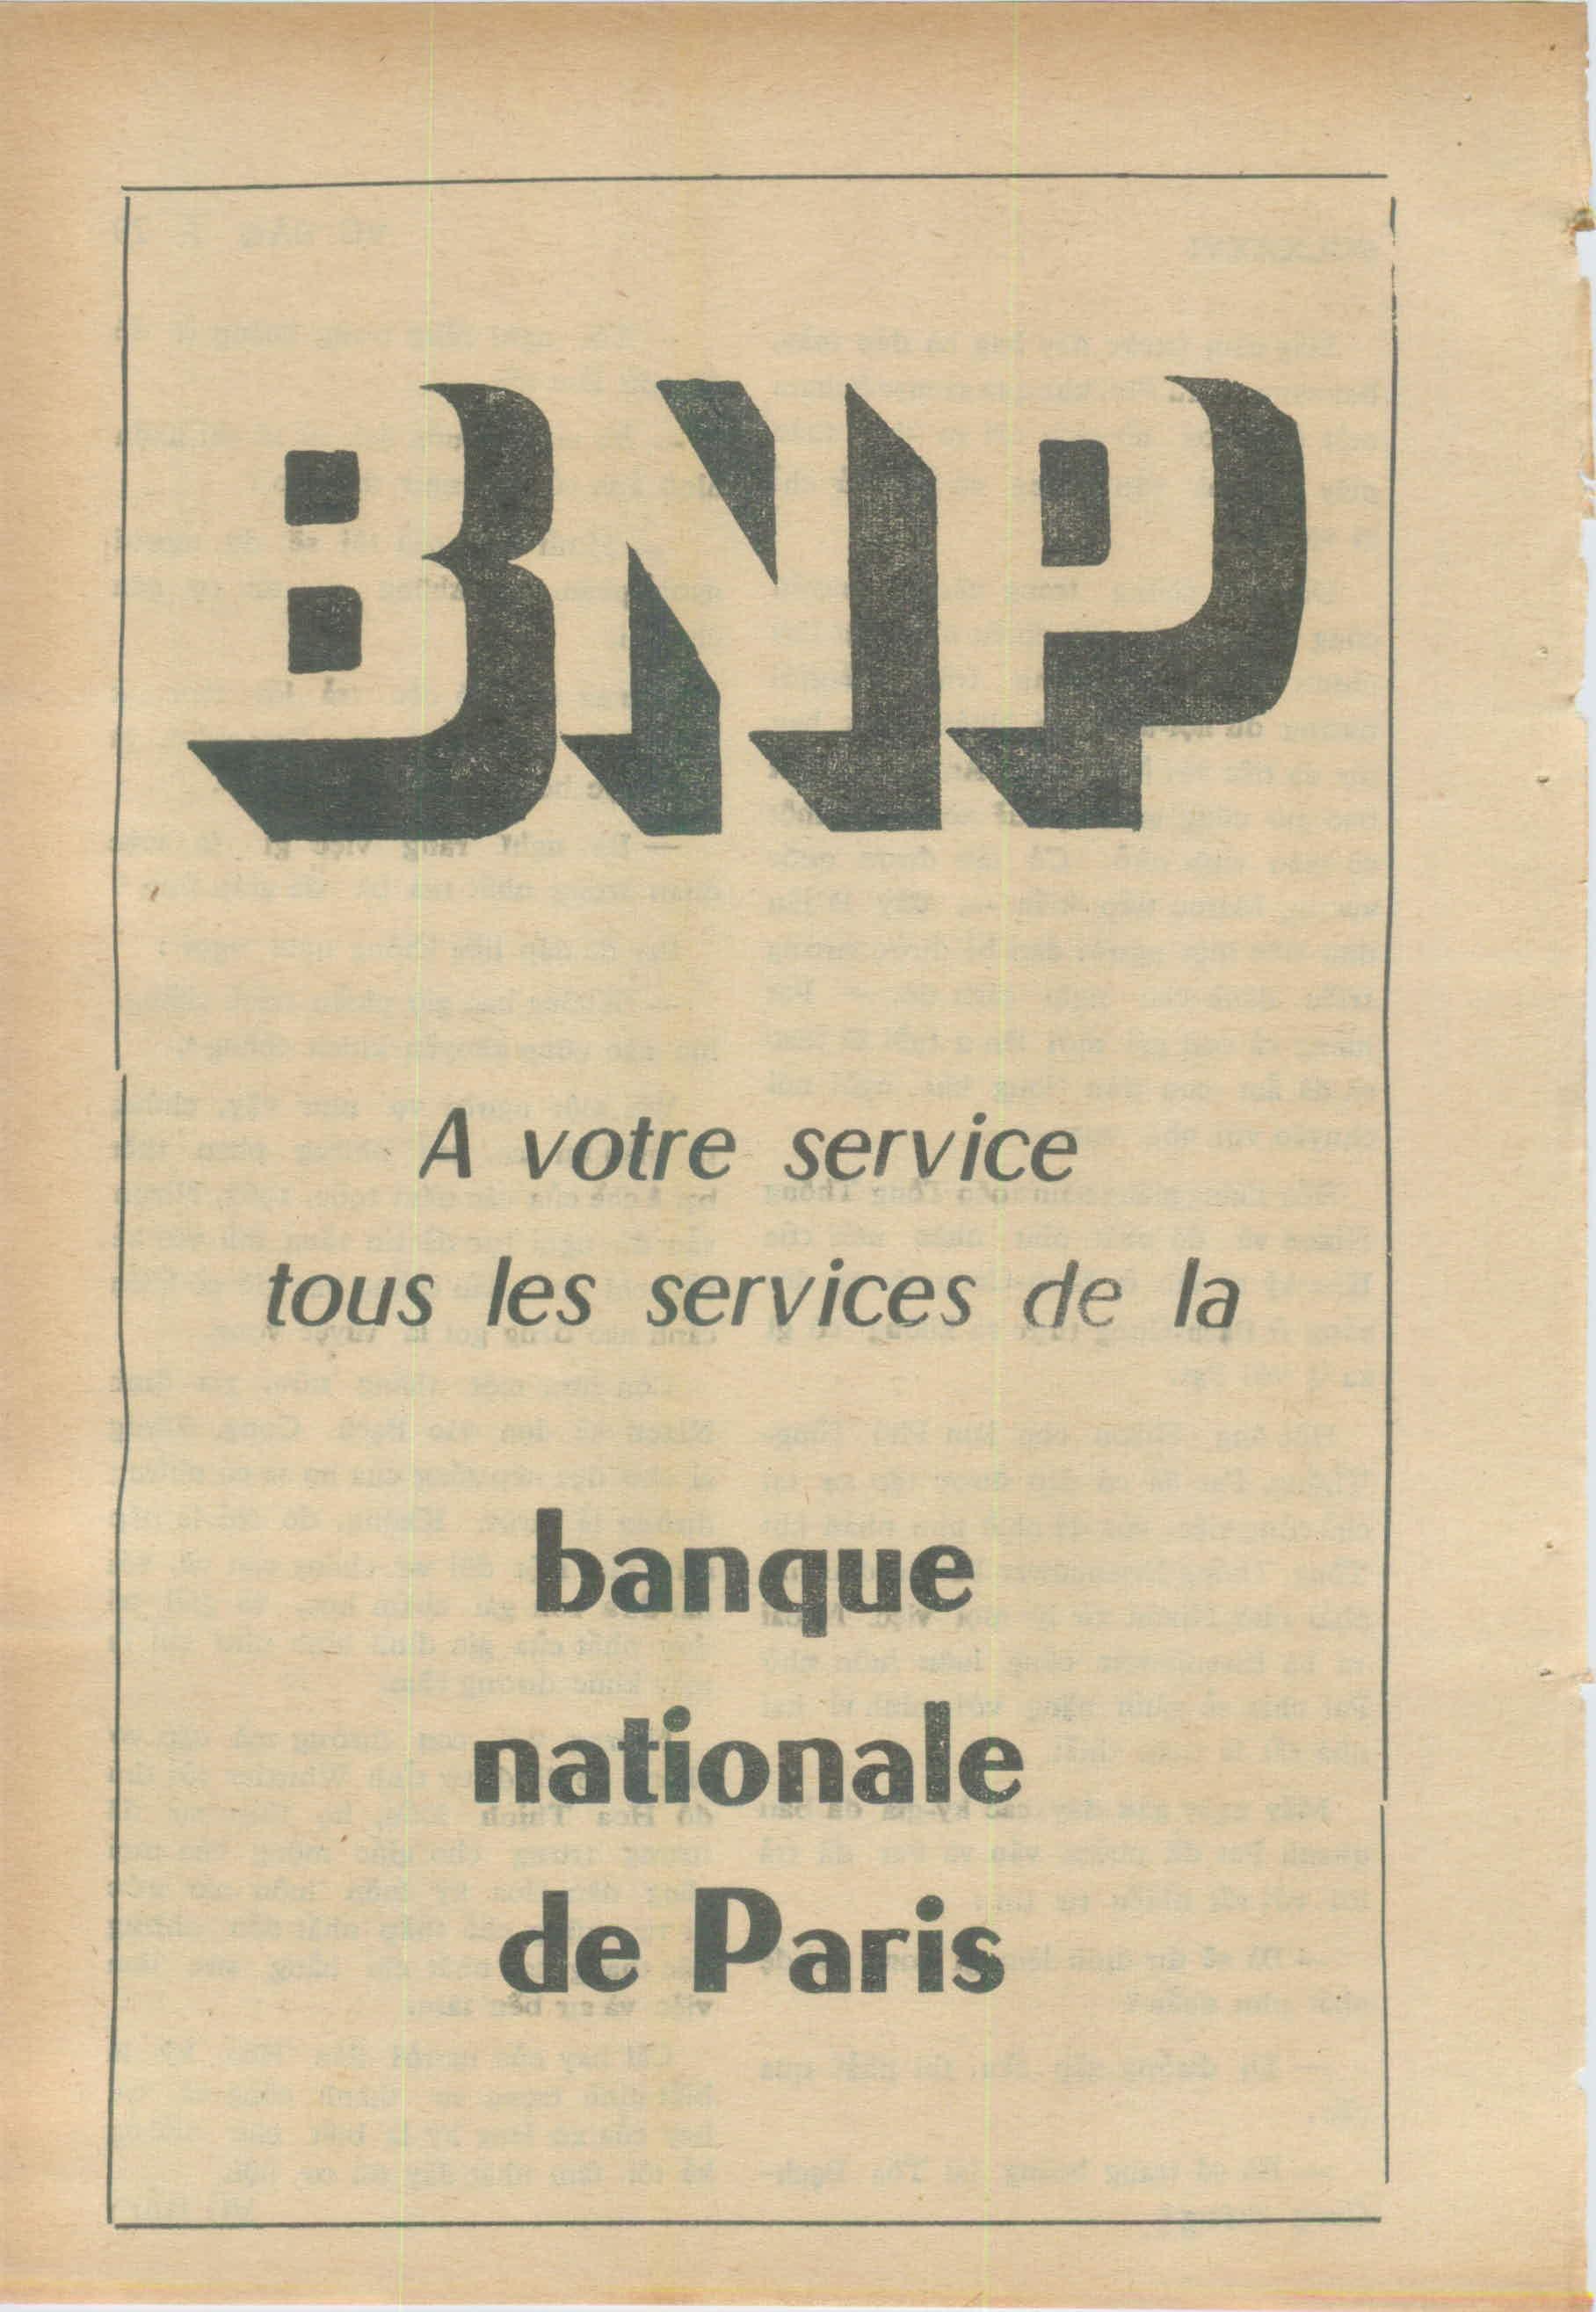 BNP
A votre service
tous les services de la
banque
nationale
de Paris